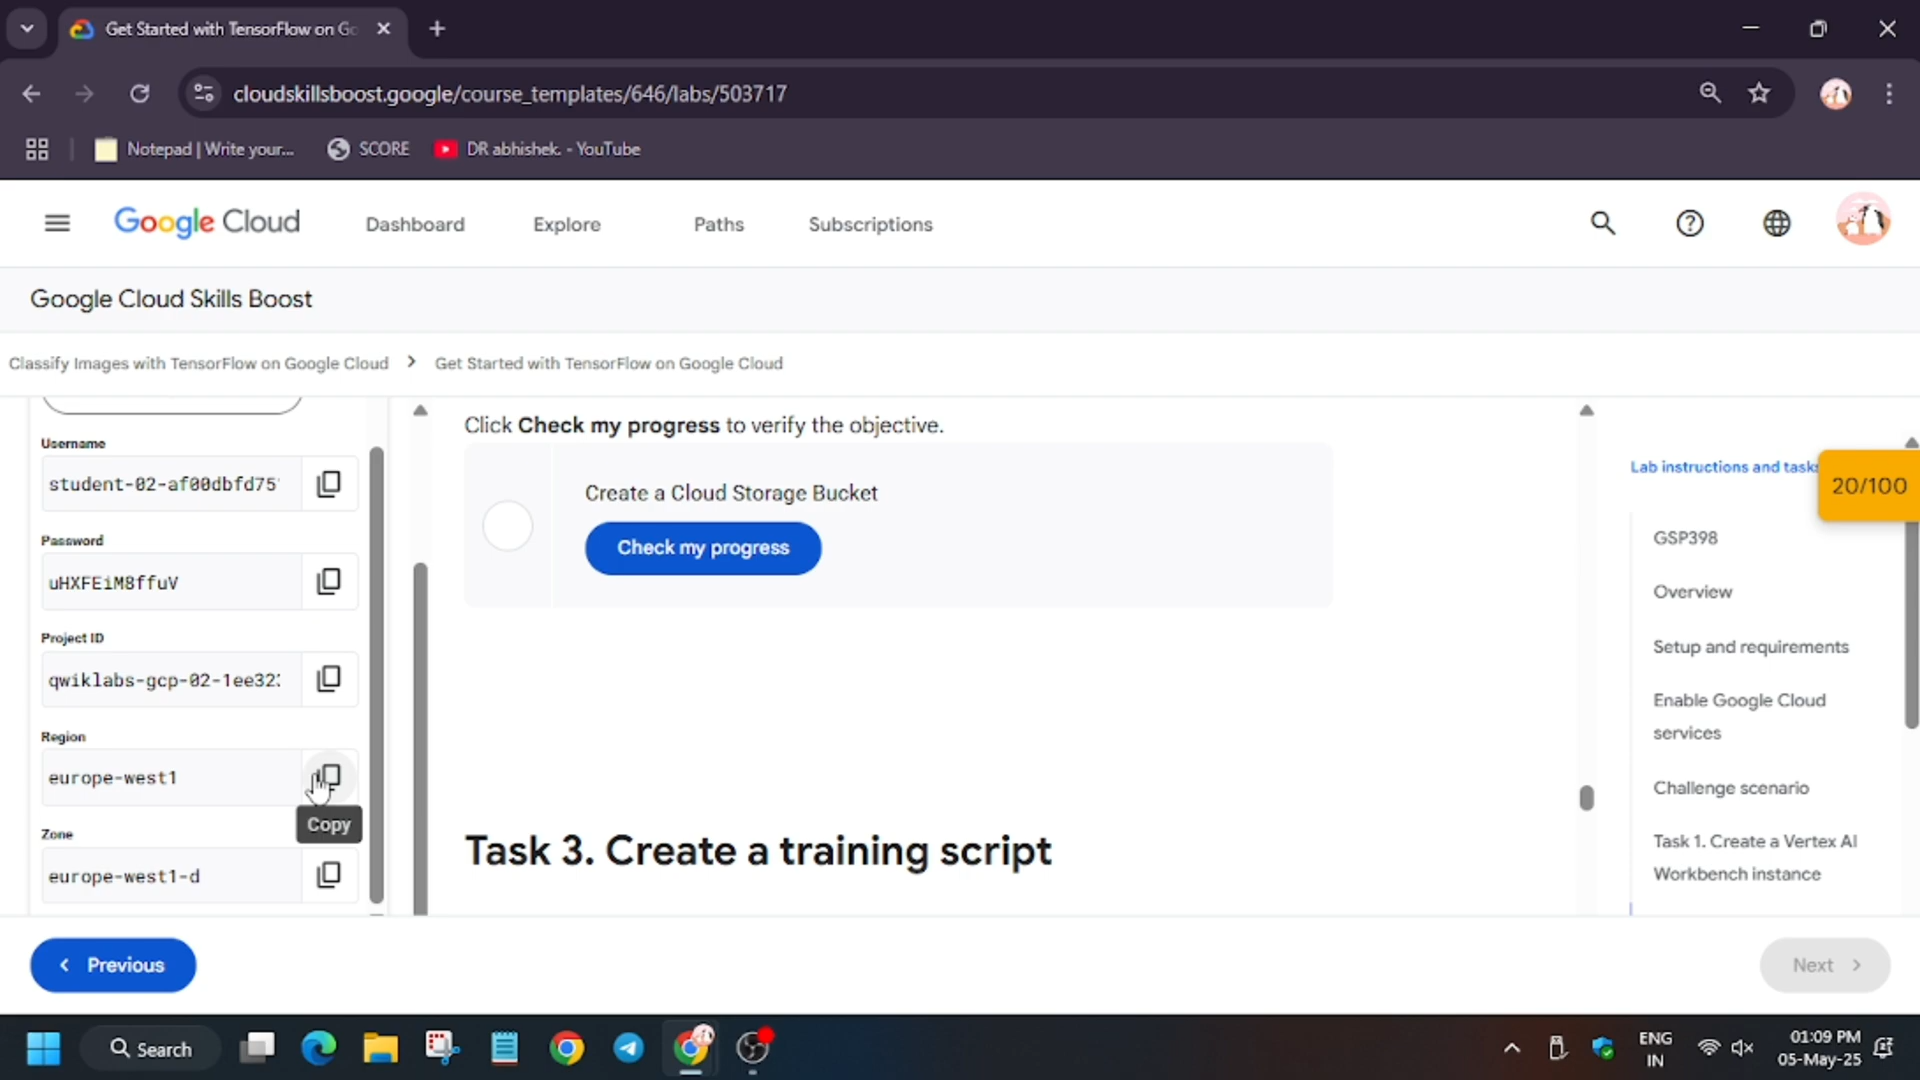 Get Started with TensorFlow on Go
cloudskillsboost.google/course_templates/646/labs/503717
Notepad | Write your...
SCORE
DR abhishek. - YouTube
Google Cloud
Dashboard
Explore
Paths
Subscriptions
Google Cloud Skills Boost
Classify Images with TensorFlow on Google Cloud > Get Started with TensorFlow on Google Cloud
Username
student-02-af00dbfd75
Password
uHXFEiM8ffuV
Project ID
qwiklabs-gcp-02-1ee32
Region
europe-west1
Copy
Zone
europe-west1-d
Click Check my progress to verify the objective.
Create a Cloud Storage Bucket
Check my progress
Task 3. Create a training script
Lab instructions and tasks
20/100
GSP398
Overview
Setup and requirements
Enable Google Cloud
services
Challenge scenario
Task 1. Create a Vertex AI
Workbench instance
Previous
Next
Search
ENG
IN
01:09 PM
05-May-25